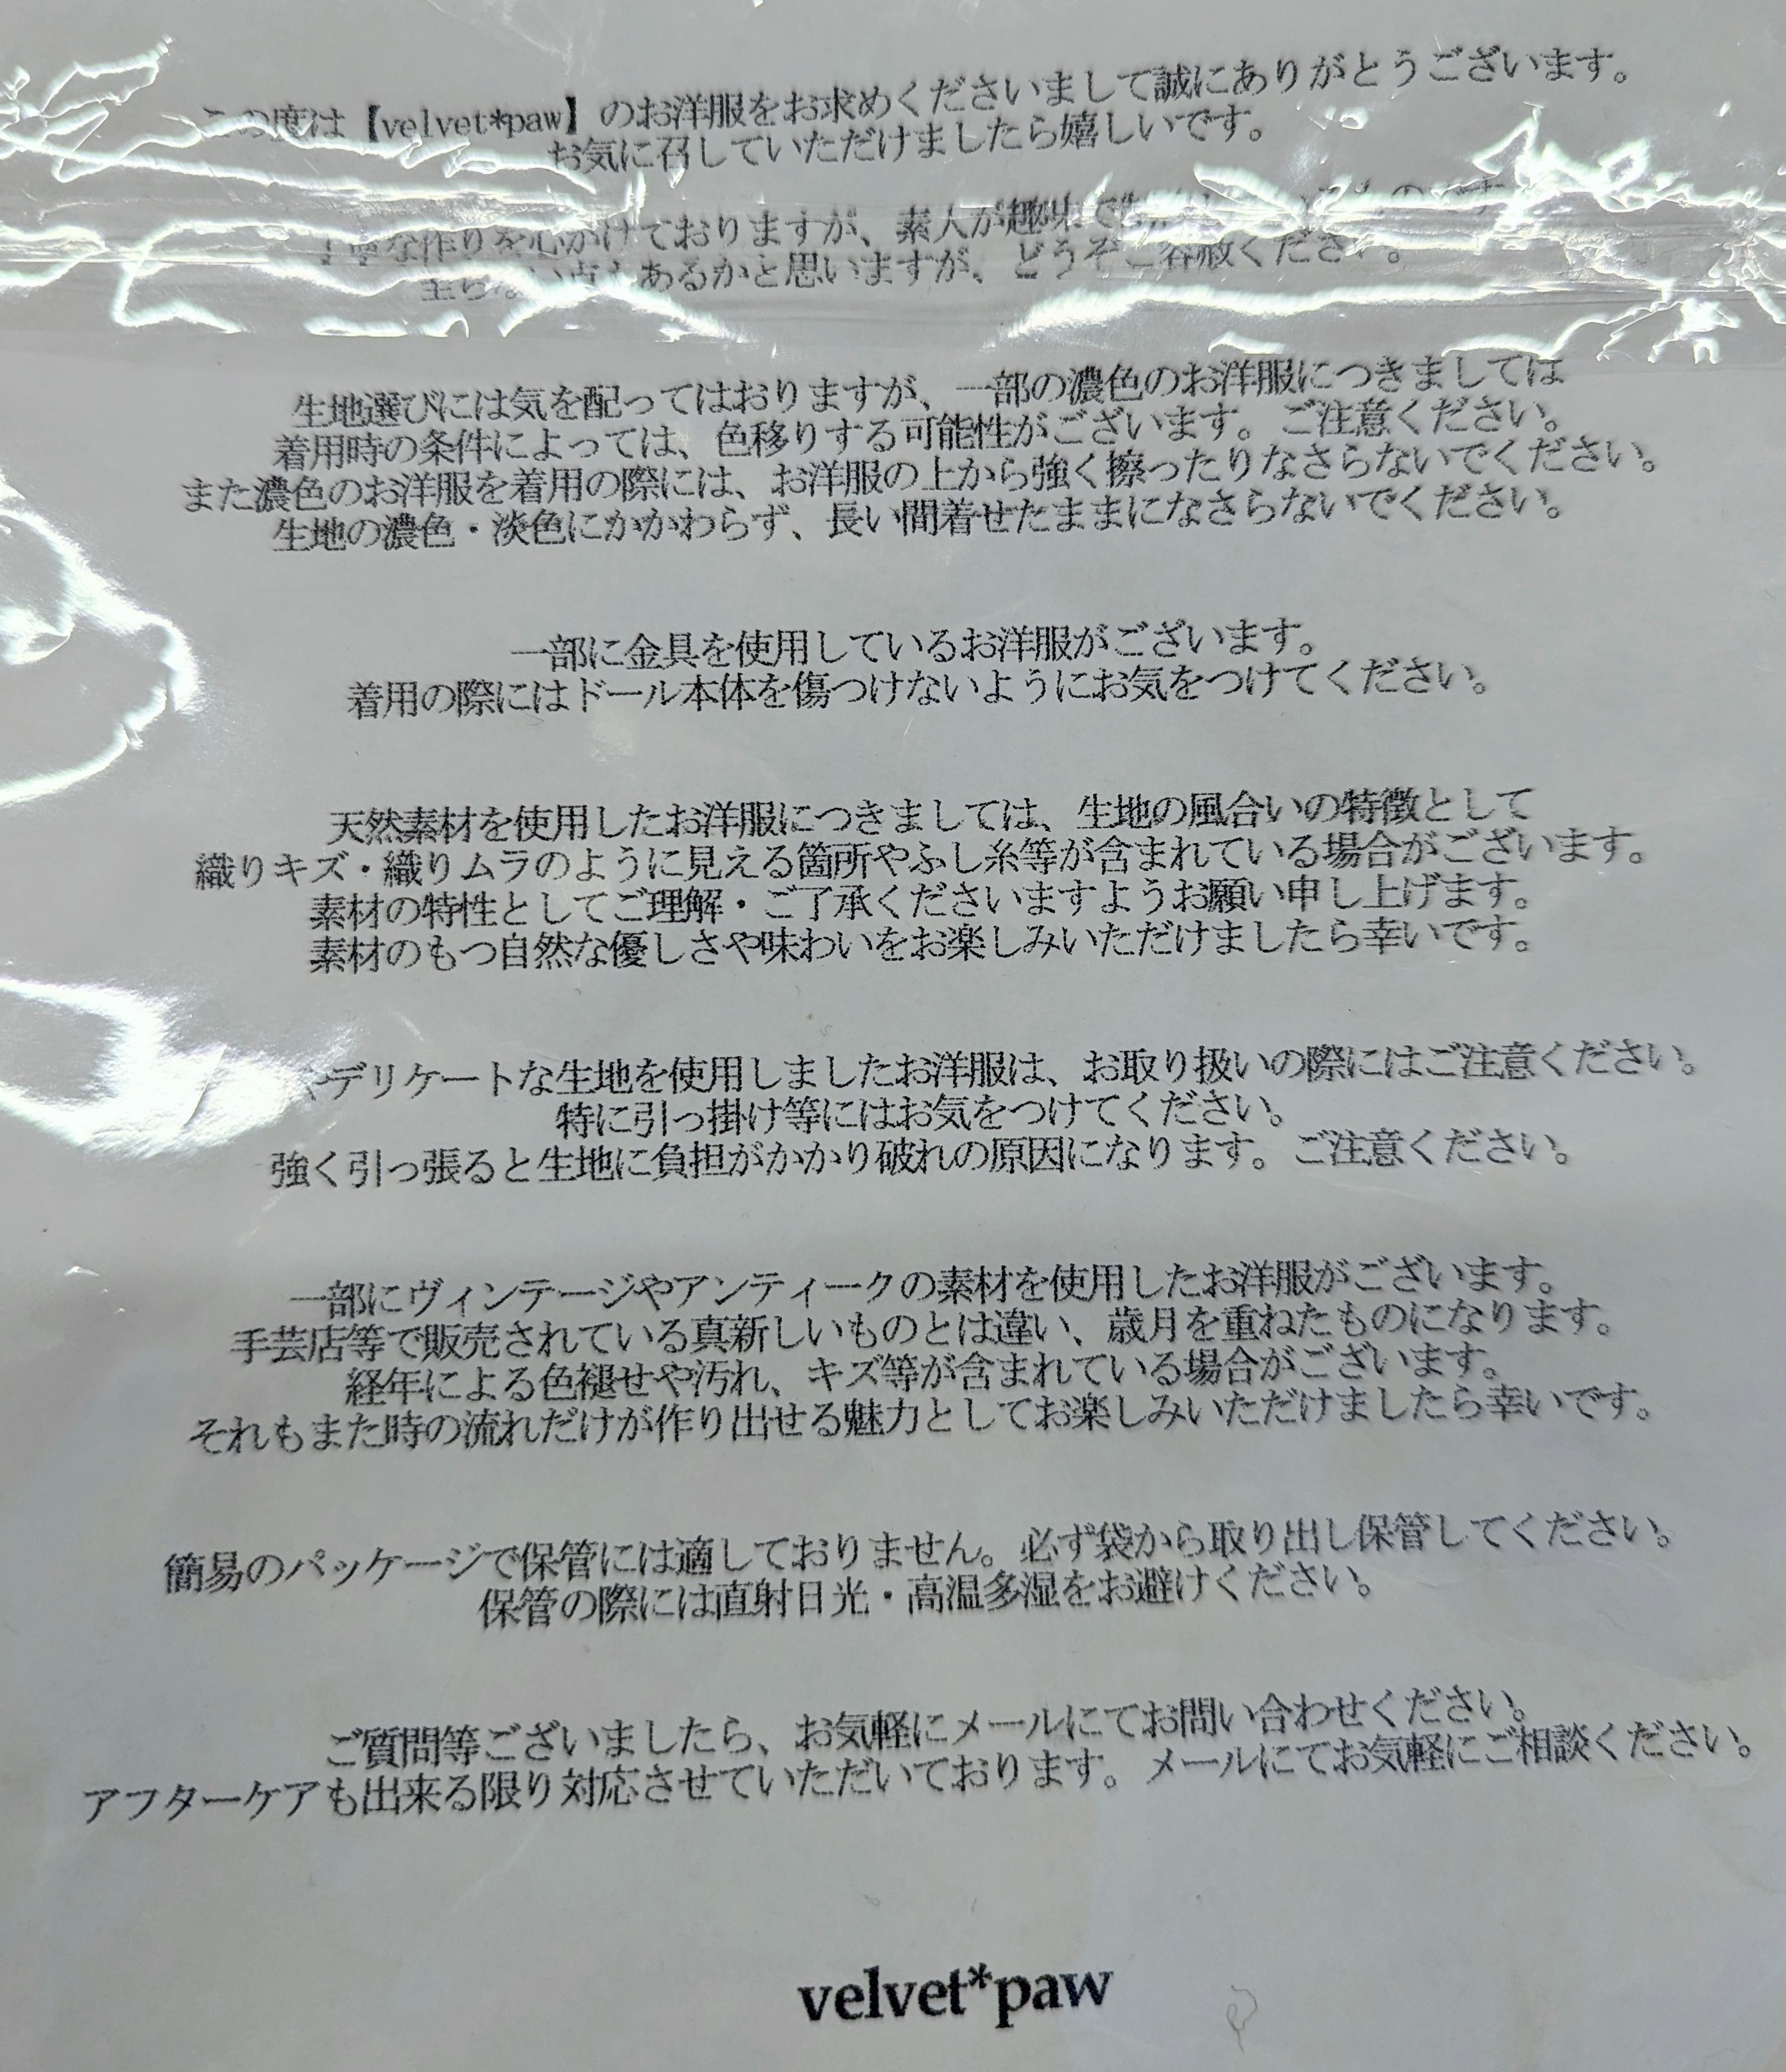 この度は【velvet*paw】のお洋服をお求めくださいまして誠にありがとうございます。
お気に召していただけましたら嬉しいです。
丁寧な作りを心がけておりますが、素人が趣味で
至らない点もあるかと思いますが、どうぞご容赦ください。
生地選びには気を配ってはおりますが、一部の濃色のお洋服につきましては
着用時の条件によっては、色移りする可能性がございます。ご注意ください。
また濃色のお洋服を着用の際には、お洋服の上から強く擦ったりなさらないでください。
生地の濃色・淡色にかかわらず、長い間着せたままになさらないでください。
一部に金具を使用しているお洋服がございます。
着用の際にはドール本体を傷つけないようにお気をつけてください。
天然素材を使用したお洋服につきましては、生地の風合いの特徴として
織りキズ・織りムラのように見える箇所やふし糸等が含まれている場合がございます。
素材の特性としてご理解・ご了承くださいますようお願い申し上げます。
素材のもつ自然な優しさや味わいをお楽しみいただけましたら幸いです。
やデリケートな生地を使用しましたお洋服は、お取り扱いの際にはご注意ください。
特に引っ掛け等にはお気をつけてください。
強く引っ張ると生地に負担がかかり破れの原因になります。ご注意ください。
一部にヴィンテージやアンティークの素材を使用したお洋服がございます。
手芸店等で販売されている真新しいものとは違い、歳月を重ねたものになります。
経年による色褪せや汚れ、キズ等が含まれている場合がございます。
それもまた時の流れだけが作り出せる魅力としてお楽しみいただけましたら幸いです。
簡易のパッケージで保管には適しておりません。必ず袋から取り出し保管してください。
保管の際には直射日光・高温多湿をお避けください。
ご質問等ございましたら、お気軽にメールにてお問い合わせください。
アフターケアも出来る限り対応させていただいております。メールにてお気軽にご相談ください。
velvet*paw